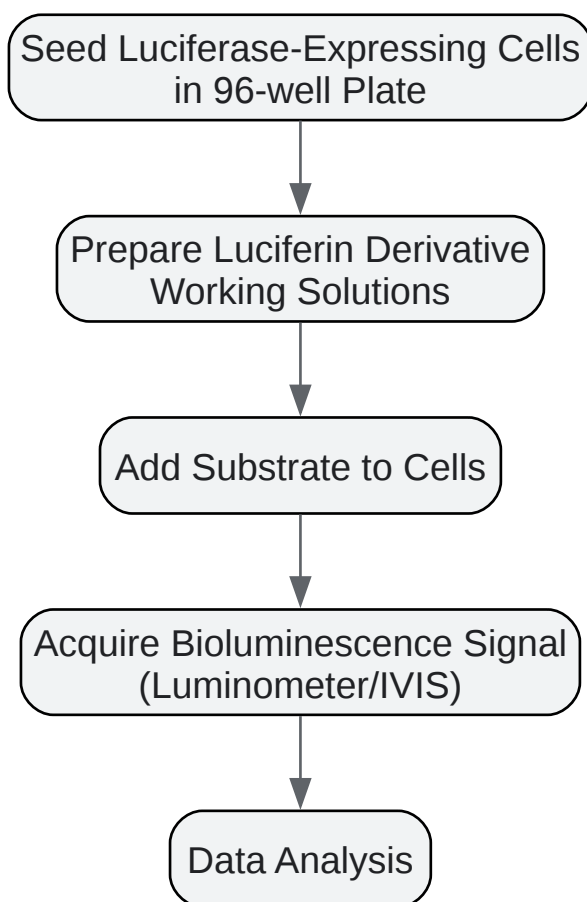 Seed Luciferase-Expressing Cells
in 96-well Plate
Prepare Luciferin Derivative
Working Solutions
Add Substrate to Cells
Acquire Bioluminescence Signal
(Luminometer/IVIS)
Data Analysis